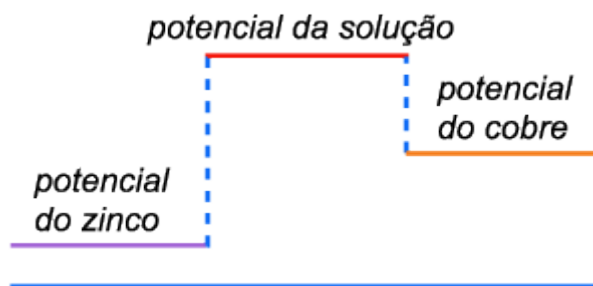 potencial da solução
potencial
do cobre
potencial
do zinco